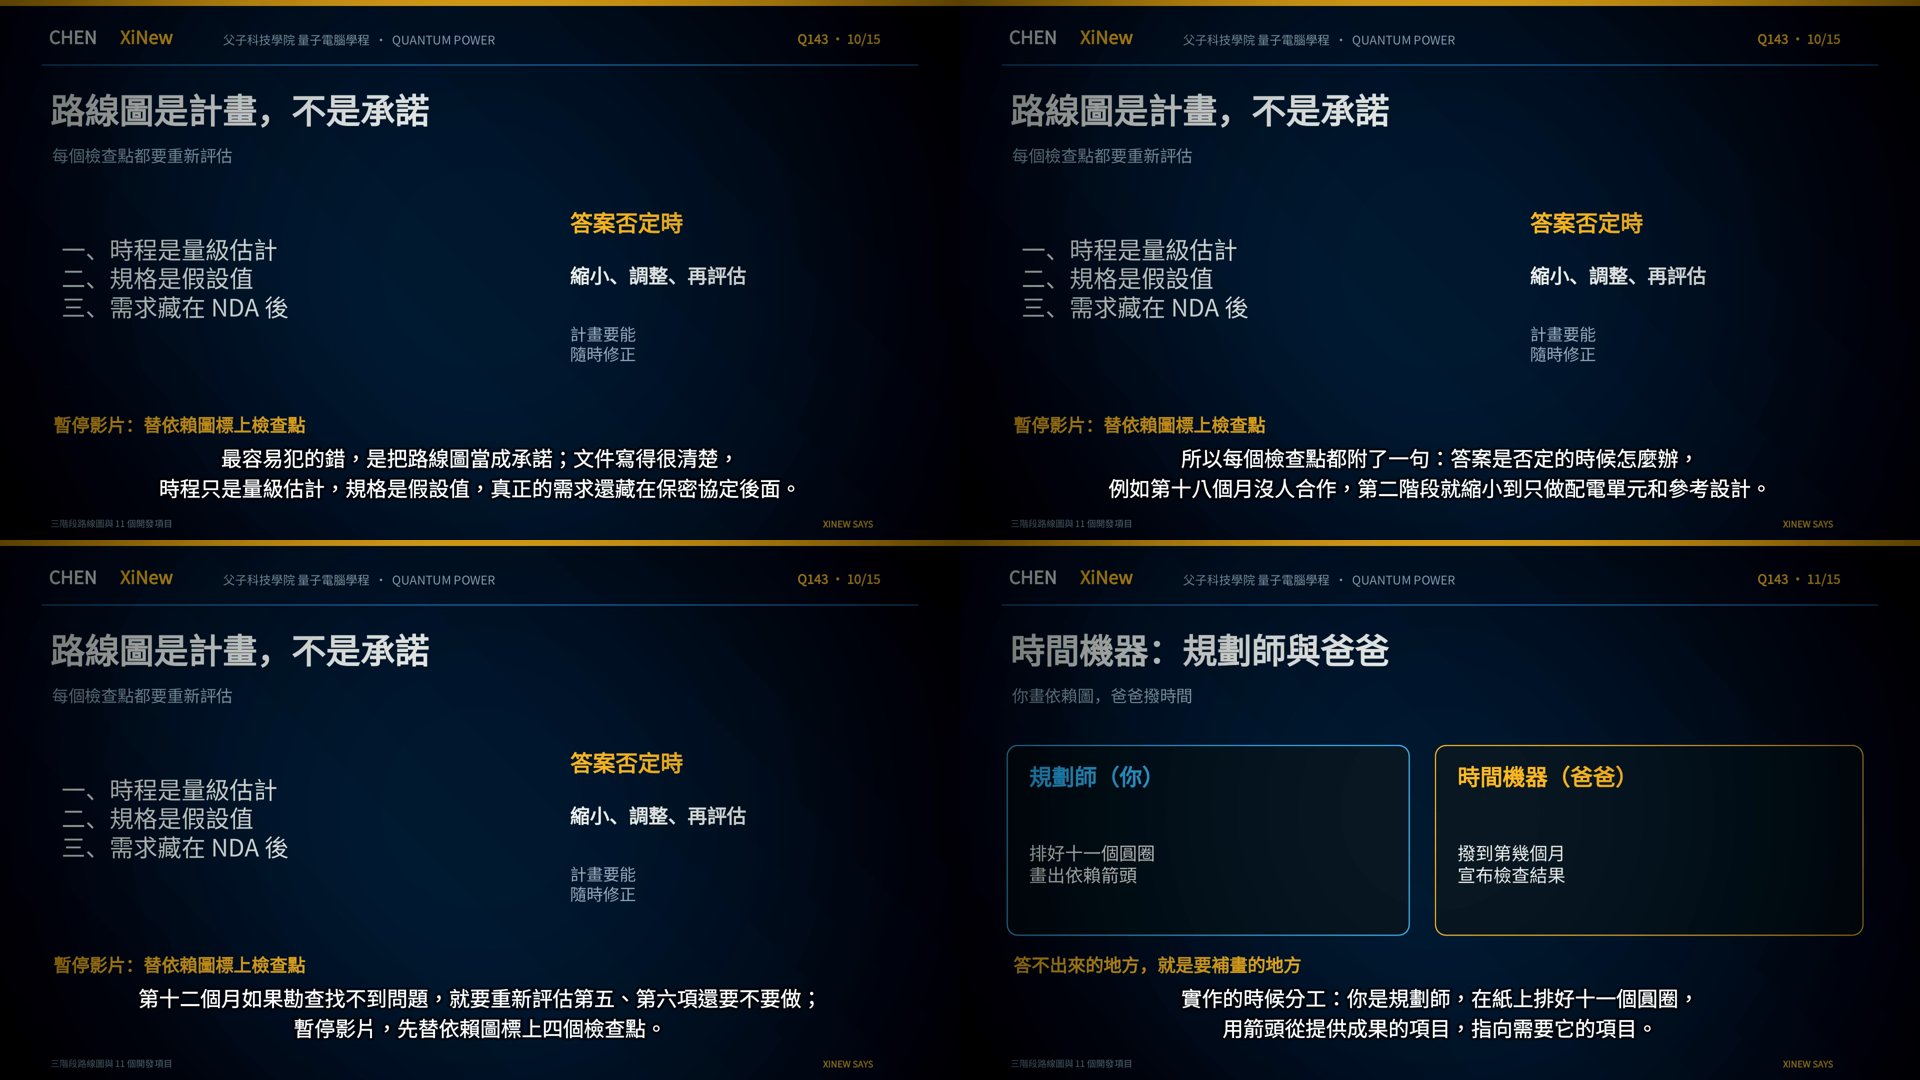 CHEN XiNew 父子科技學院 量子電腦學程 · QUANTUM POWER Q143 · 10/15
路線圖是計畫，不是承諾
每個檢查點都要重新評估
一、時程是量級估計
二、規格是假設值
三、需求藏在 NDA 後
答案否定時
縮小、調整、再評估
計畫要能
隨時修正
暫停影片：替依賴圖標上檢查點
最容易犯的錯，是把路線圖當成承諾；文件寫得很清楚，
時程只是量級估計，規格是假設值，真正的需求還藏在保密協定後面。
三階段路線圖與 11 個開發項目 XINEW SAYS
CHEN XiNew 父子科技學院 量子電腦學程 · QUANTUM POWER Q143 · 10/15
路線圖是計畫，不是承諾
每個檢查點都要重新評估
一、時程是量級估計
二、規格是假設值
三、需求藏在 NDA 後
答案否定時
縮小、調整、再評估
計畫要能
隨時修正
暫停影片：替依賴圖標上檢查點
所以每個檢查點都附了一句：答案是否定的時候怎麼辦，
例如第十八個月沒人合作，第二階段就縮小到只做配電單元和參考設計。
三階段路線圖與 11 個開發項目 XINEW SAYS
CHEN XiNew 父子科技學院 量子電腦學程 · QUANTUM POWER Q143 · 10/15
路線圖是計畫，不是承諾
每個檢查點都要重新評估
一、時程是量級估計
二、規格是假設值
三、需求藏在 NDA 後
答案否定時
縮小、調整、再評估
計畫要能
隨時修正
暫停影片：替依賴圖標上檢查點
第十二個月如果勘查找不到問題，就要重新評估第五、第六項還要不要做；
暫停影片，先替依賴圖標上四個檢查點。
三階段路線圖與 11 個開發項目 XINEW SAYS
CHEN XiNew 父子科技學院 量子電腦學程 · QUANTUM POWER Q143 · 11/15
時間機器：規劃師與爸爸
你畫依賴圖，爸爸撥時間
規劃師（你）
排好十一個圓圈
畫出依賴箭頭
時間機器（爸爸）
撥到第幾個月
宣布檢查結果
答不出來的地方，就是要補畫的地方
實作的時候分工：你是規劃師，在紙上排好十一個圓圈，
用箭頭從提供成果的項目，指向需要它的項目。
三階段路線圖與 11 個開發項目 XINEW SAYS